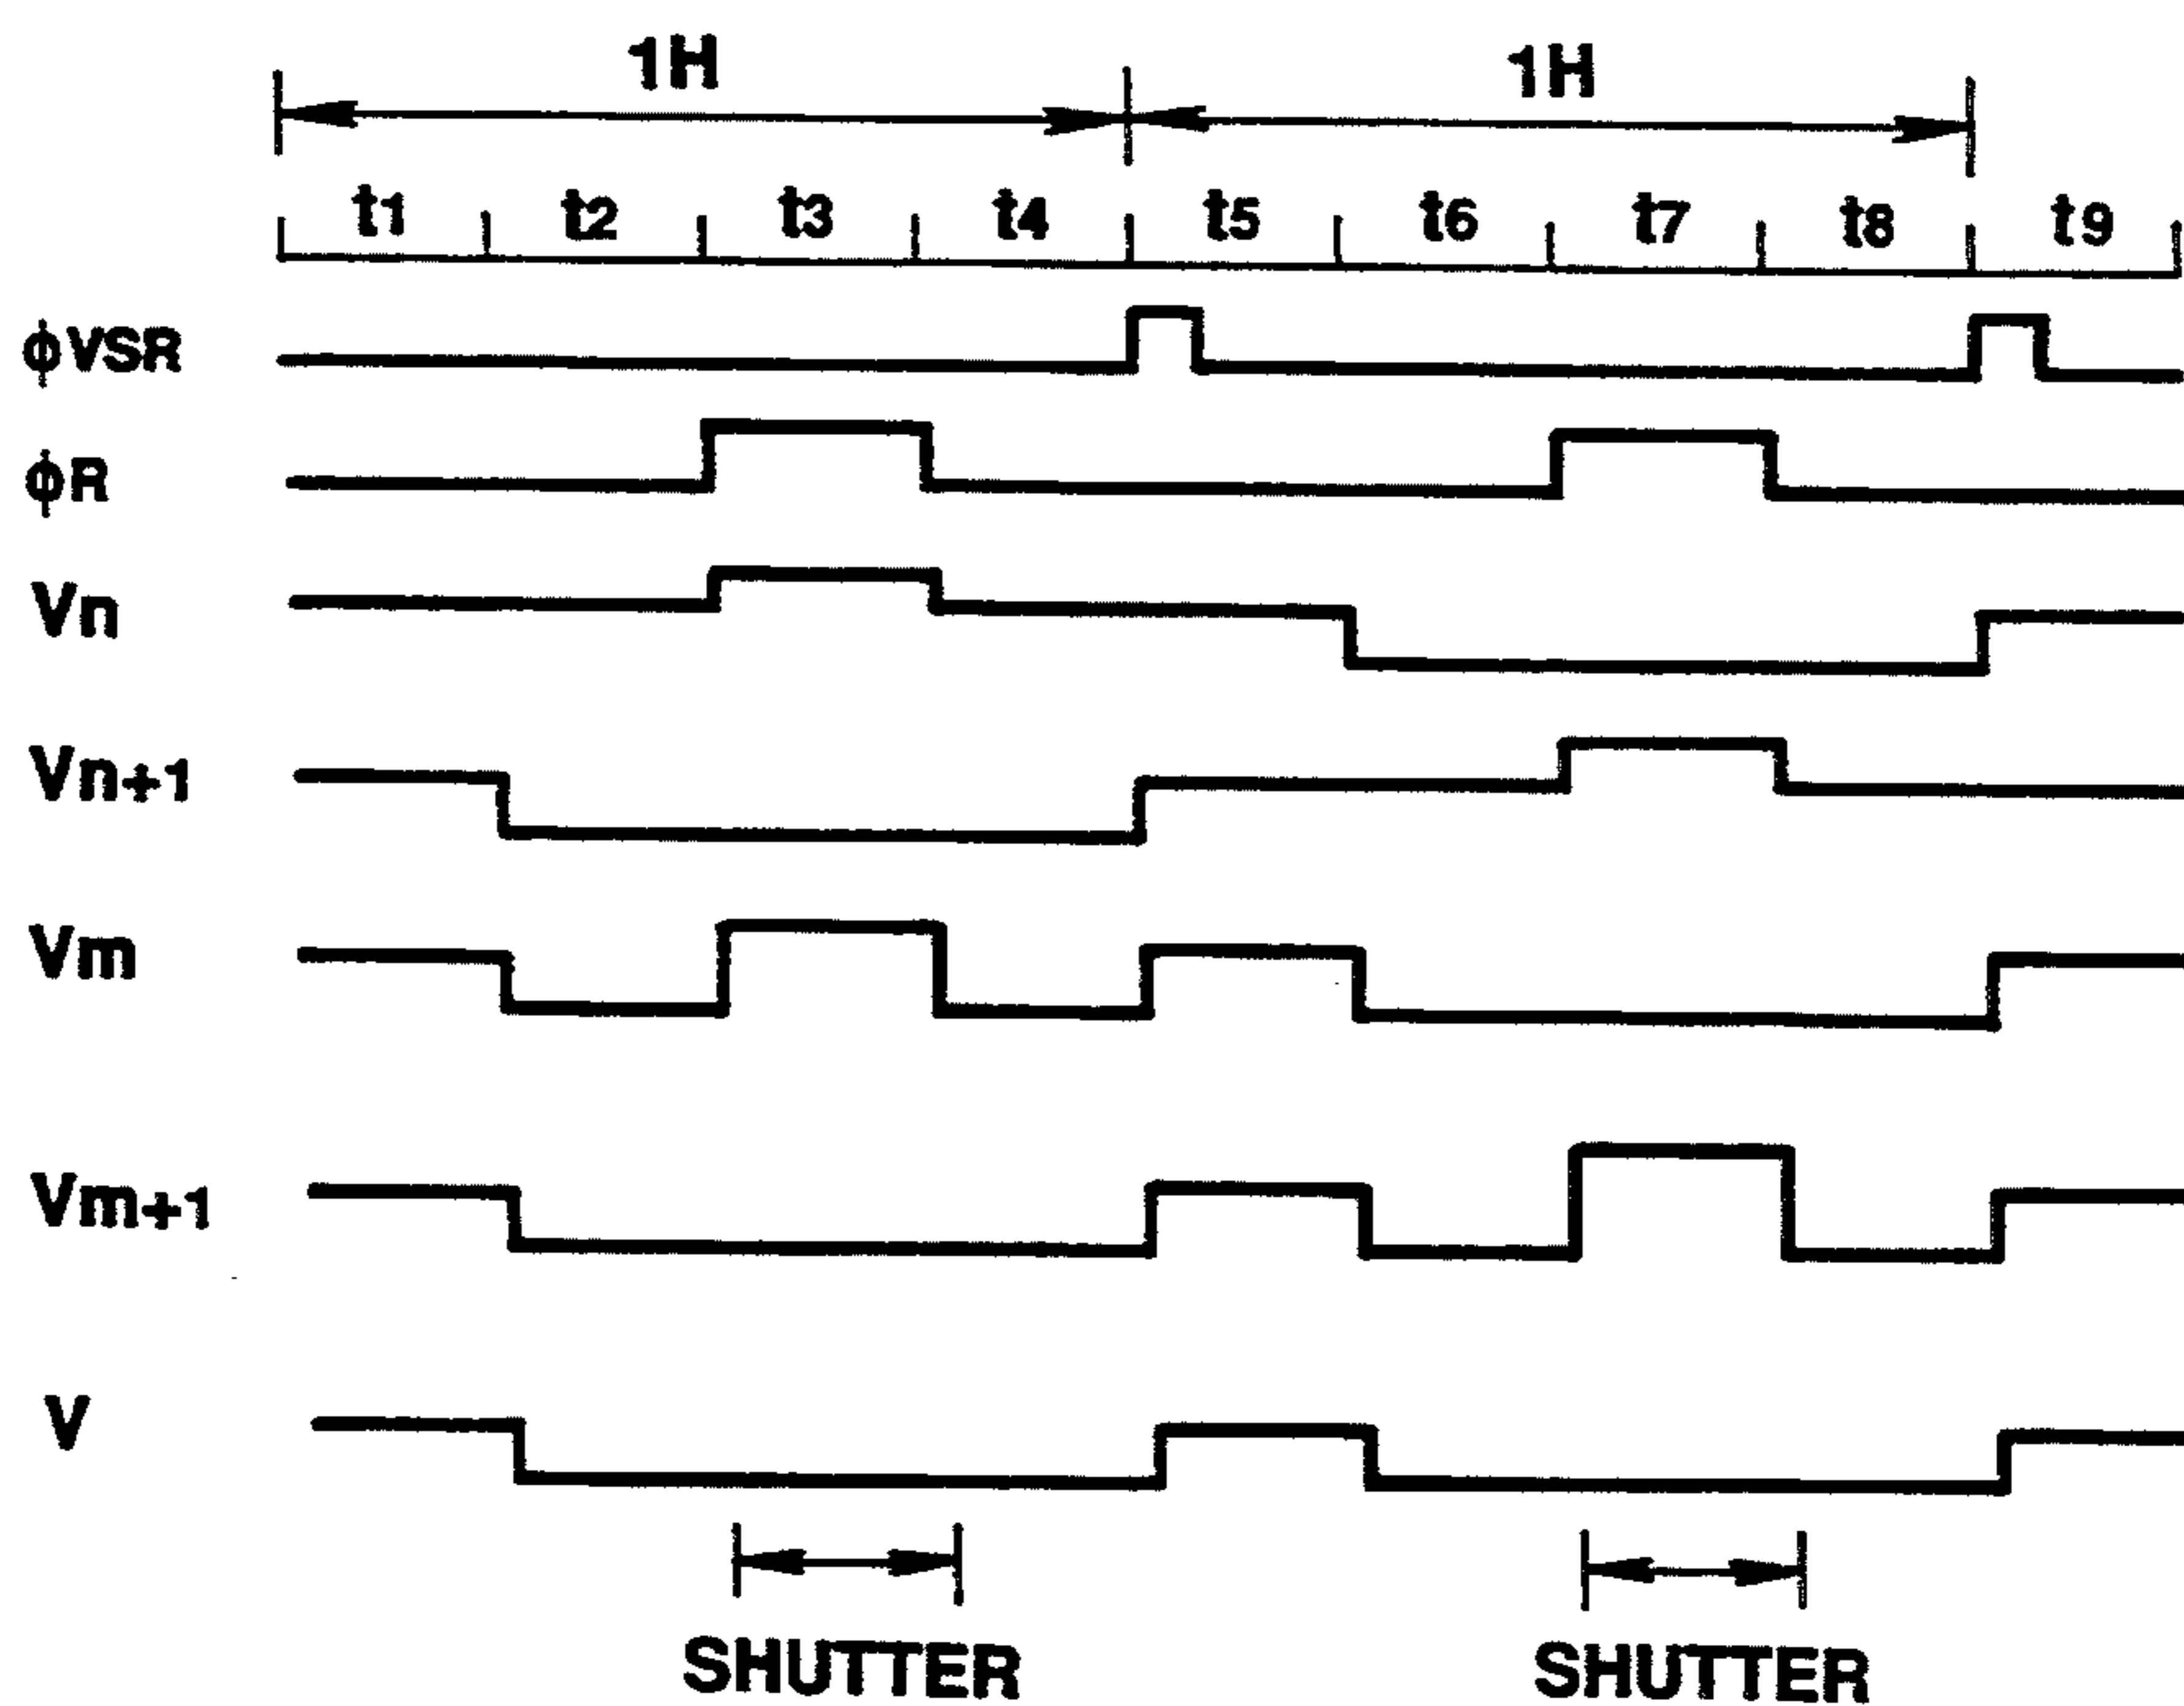 1H 1H
t1 t2 t3 t4 t5 t6 t7 t8 t9
ϕVSR
ϕR
Vn
Vn+1
Vm
Vm+1
V
SHUTTER SHUTTER